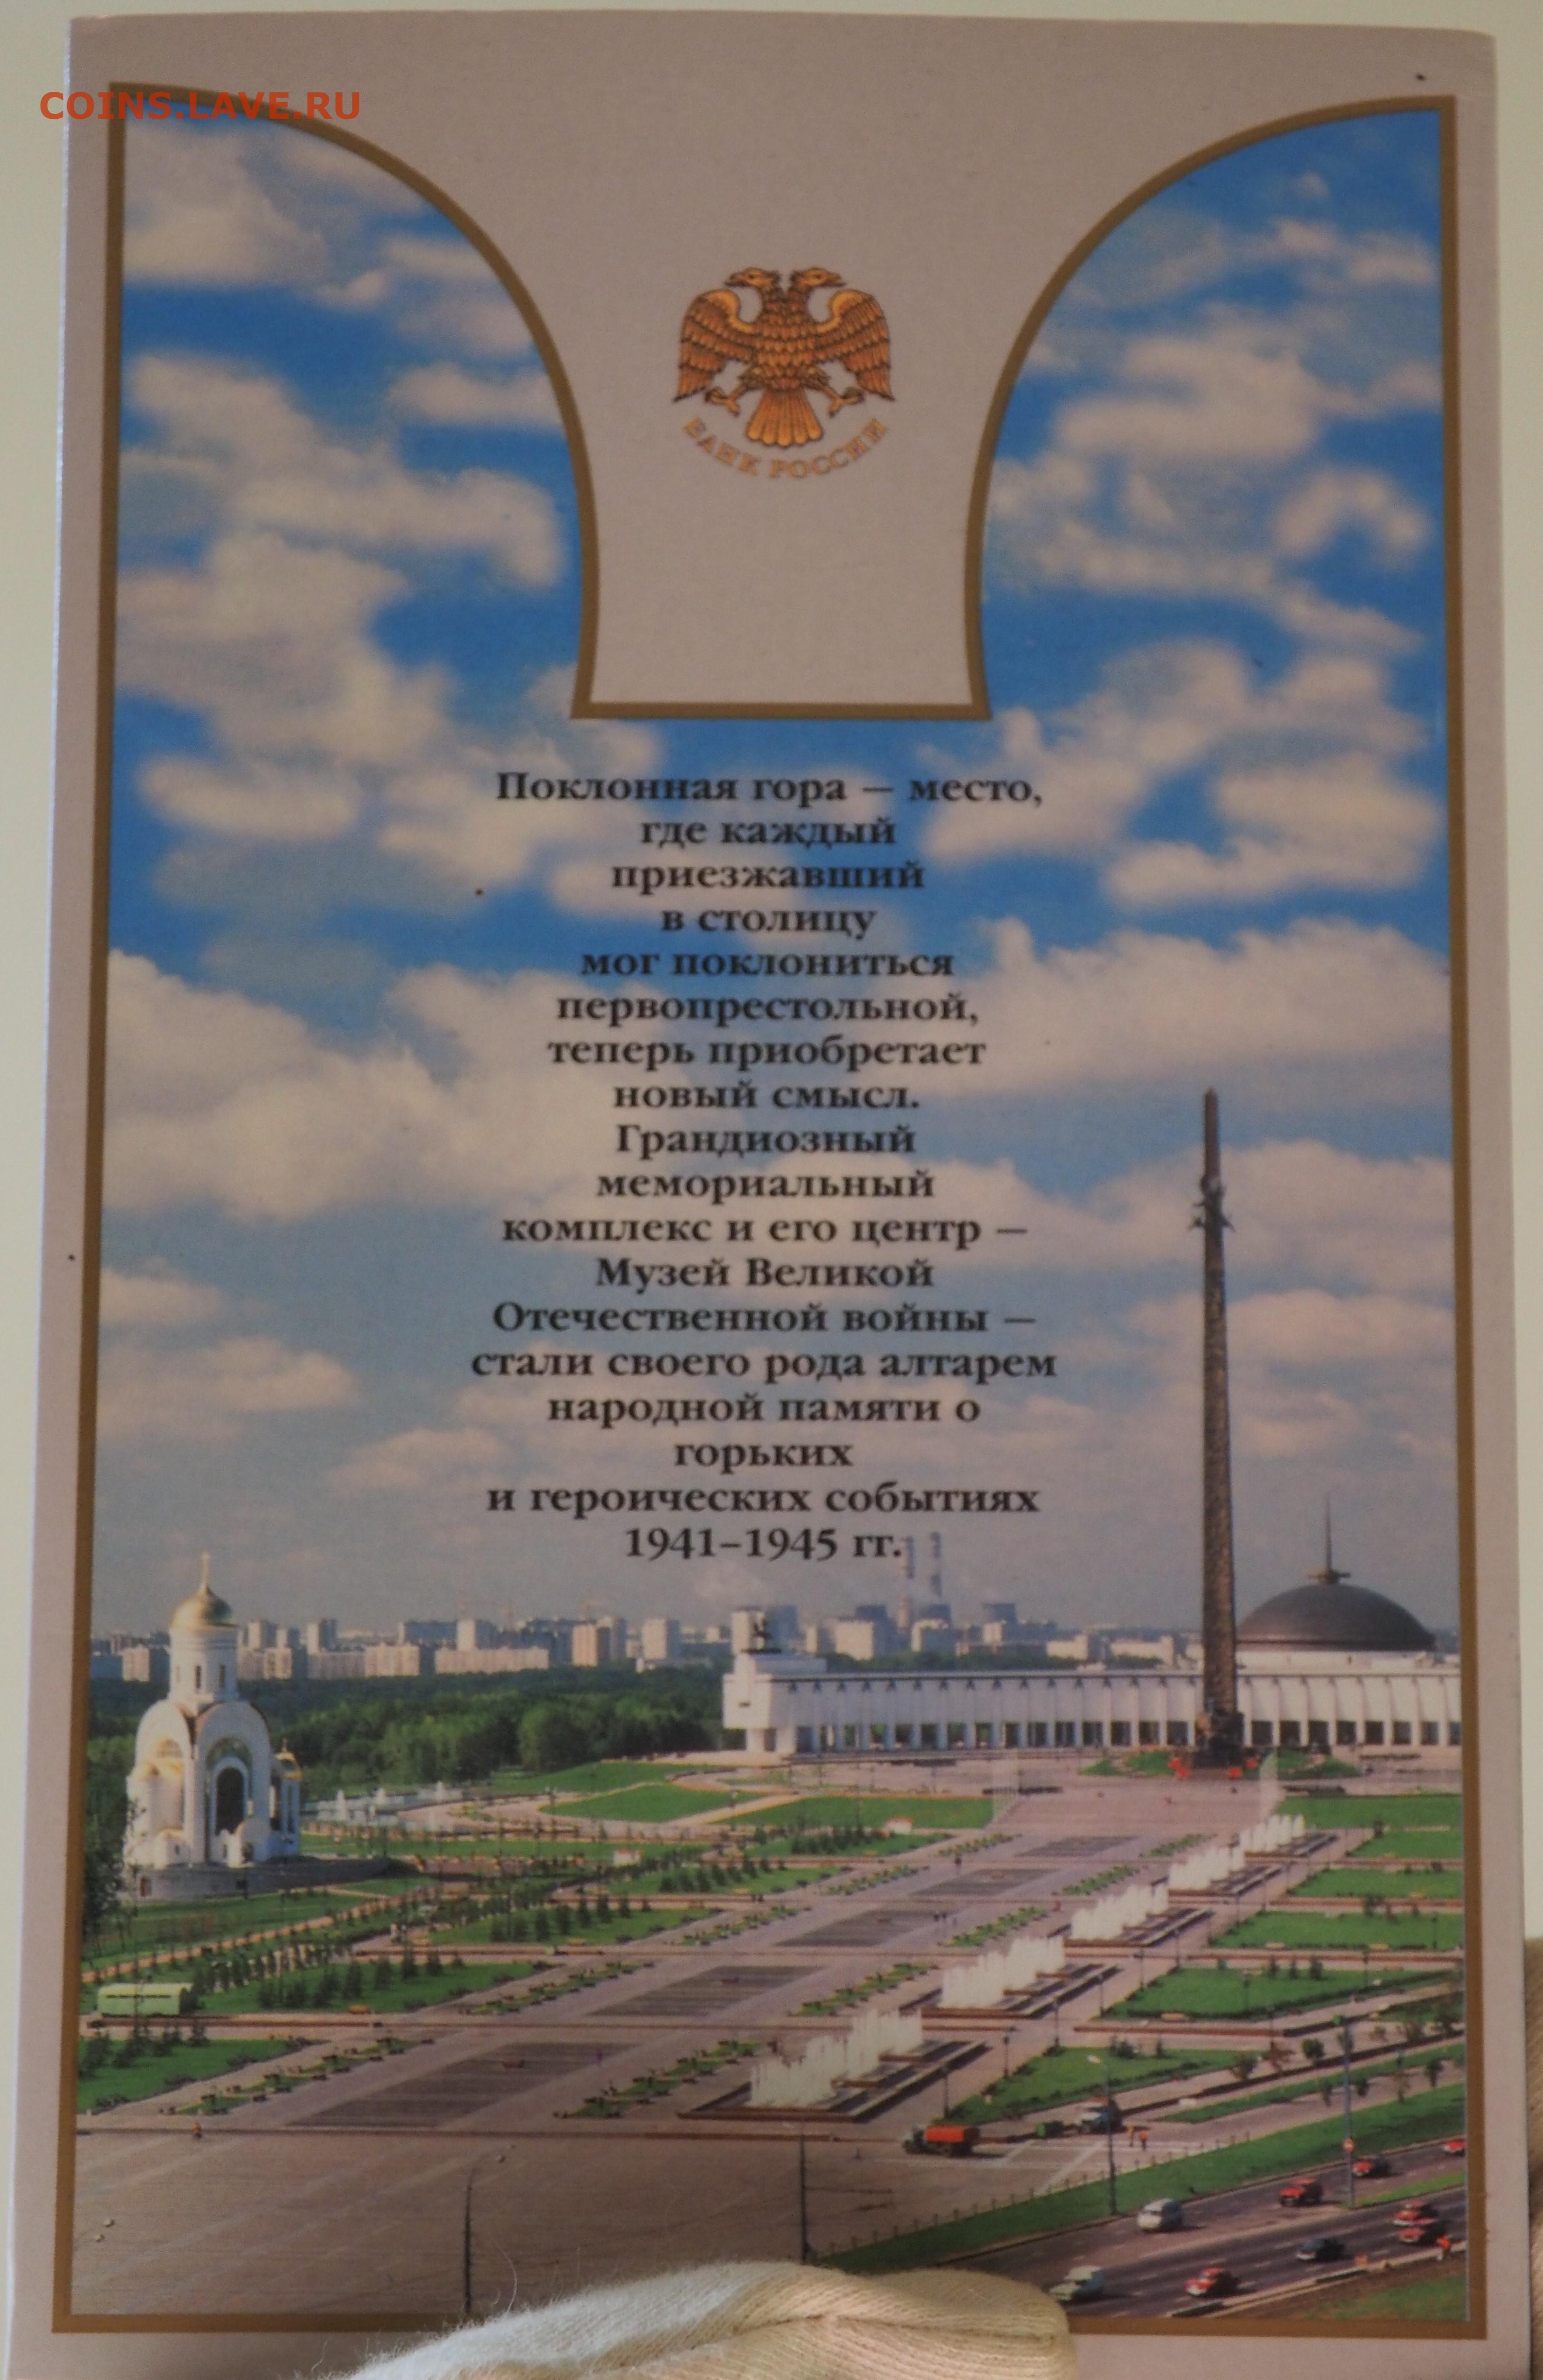 COINS.LAVE.RU
БАНК РОССИИ
Поклонная гора — место,
где каждый
приезжавший
в столицу
мог поклониться
первопрестольной,
теперь приобретает
новый смысл.
Грандиозный
мемориальный
комплекс и его центр —
Музей Великой
Отечественной войны —
стали своего рода алтарем
народной памяти о
горьких
и героических событиях
1941–1945 гг.